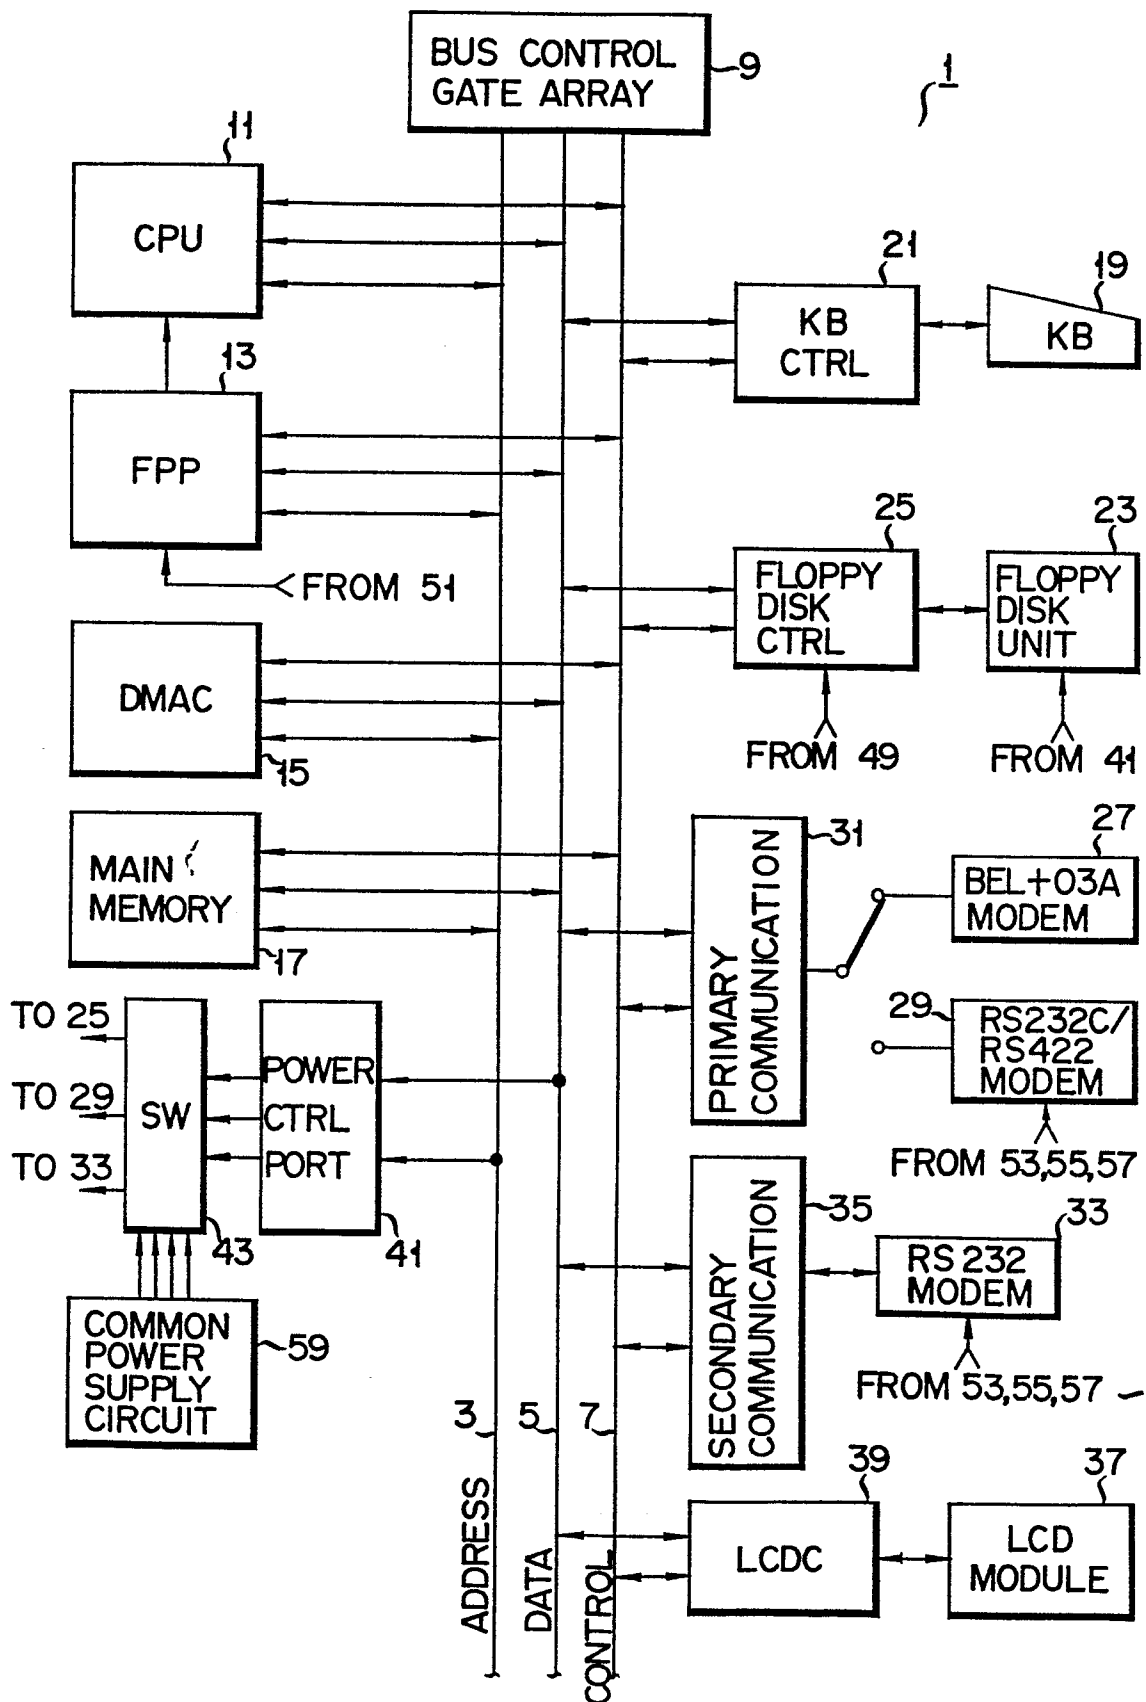 BUS CONTROL
GATE ARRAY
9
1
11
CPU
21
KB
CTRL
19
KB
13
FPP
FROM 51
25
FLOPPY
DISK
CTRL
23
FLOPPY
DISK
UNIT
FROM 49
FROM 41
DMAC
15
MAIN
MEMORY
17
31
PRIMARY
COMMUNICATION
27
BEL+03A
MODEM
29
RS232C/
RS422
MODEM
FROM 53,55,57
TO 25
TO 29
TO 33
SW
43
POWER
CTRL
PORT
41
COMMON
POWER
SUPPLY
CIRCUIT
59
35
SECONDARY
COMMUNICATION
33
RS232
MODEM
FROM 53,55,57
3
5
7
ADDRESS
DATA
CONTROL
39
LCDC
37
LCD
MODULE